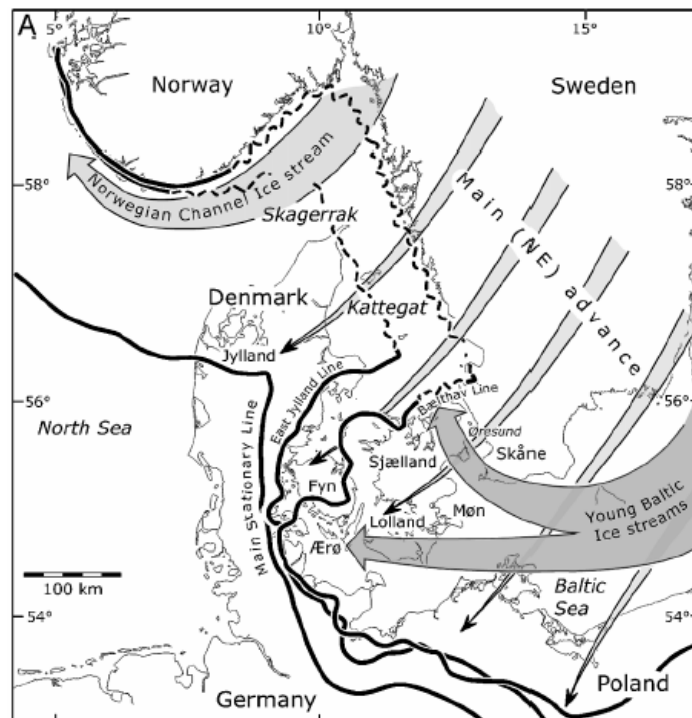 A
5°
10°
15°
Norway
Sweden
Norwegian Channel Ice stream
58°
58°
Skagerrak
Main (NE) advance
Denmark
Kattegat
Jylland
East Jylland Line
Bælthav Line
56°
56°
North Sea
Øresund
Sjælland
Skåne
Main Stationary Line
Fyn
Lolland
Møn
Young Baltic
Ice streams
Ærø
100 km
Baltic
Sea
54°
54°
Germany
Poland